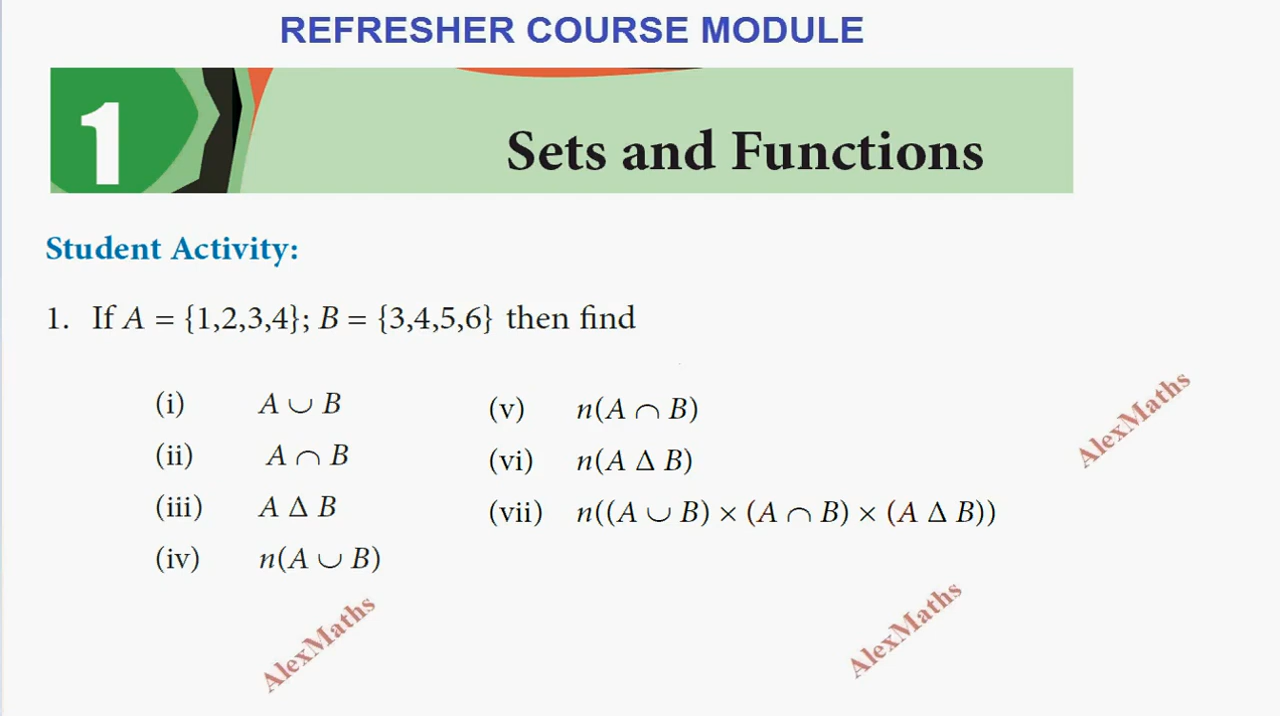 REFRESHER COURSE MODULE
1
Sets and Functions
Student Activity:
1. If A = {1,2,3,4}; B = {3,4,5,6} then find
(i) A ∪ B
(ii) A ∩ B
(iii) A Δ B
(iv) n(A ∪ B)
(v) n(A ∩ B)
(vi) n(A Δ B)
(vii) n((A ∪ B) × (A ∩ B) × (A Δ B))
AlexMaths
AlexMaths
AlexMaths